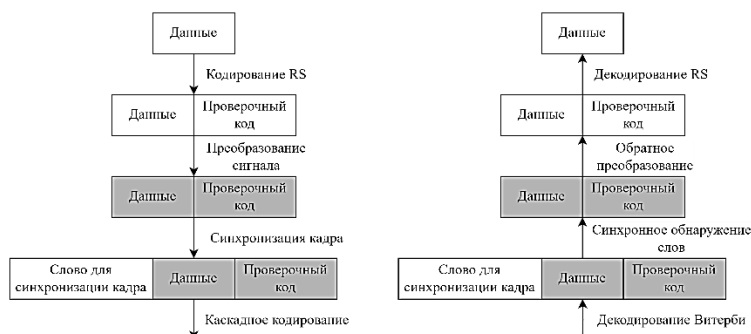 Данные
Кодирование RS
Данные
Проверочный
код
Преобразование
сигнала
Данные
Проверочный
код
Синхронизация кадра
Слово для
синхронизации кадра
Данные
Проверочный
код
Каскадное кодирование
Данные
Декодирование RS
Данные
Проверочный
код
Обратное
преобразование
Данные
Проверочный
код
Синхронное обнаружение
слов
Слово для
синхронизации кадра
Данные
Проверочный
код
Декодирование Витерби